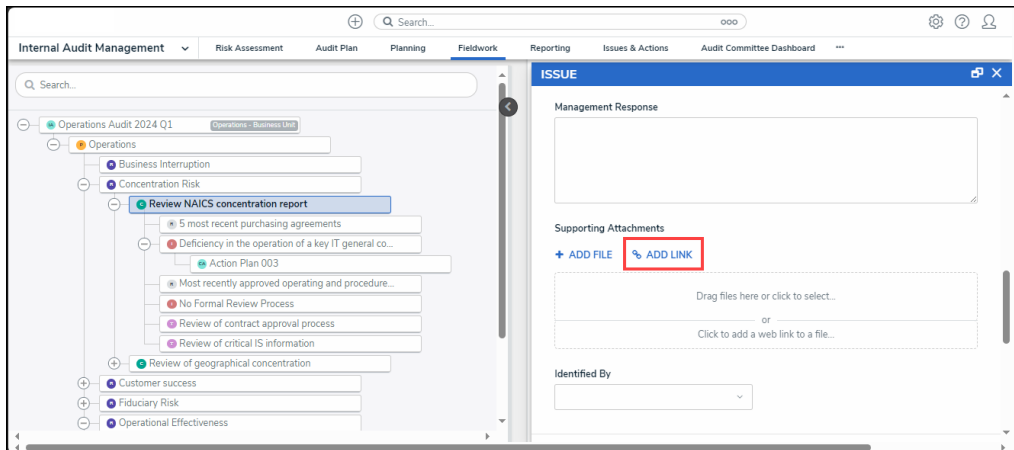 Search...
Internal Audit Management
Risk Assessment
Audit Plan
Planning
Fieldwork
Reporting
Issues & Actions
Audit Committee Dashboard
Search...
Operations Audit 2024 Q1
Operations - Business Unit
Operations
Business Interruption
Concentration Risk
Review NAICS concentration report
5 most recent purchasing agreements
Deficiency in the operation of a key IT general co...
CA Action Plan 003
Most recently approved operating and procedure...
No Formal Review Process
Review of contract approval process
Review of critical IS information
Review of geographical concentration
Customer success
Fiduciary Risk
Operational Effectiveness
ISSUE
Management Response
Supporting Attachments
+ ADD FILE
ADD LINK
Drag files here or click to select...
or
Click to add a web link to a file...
Identified By